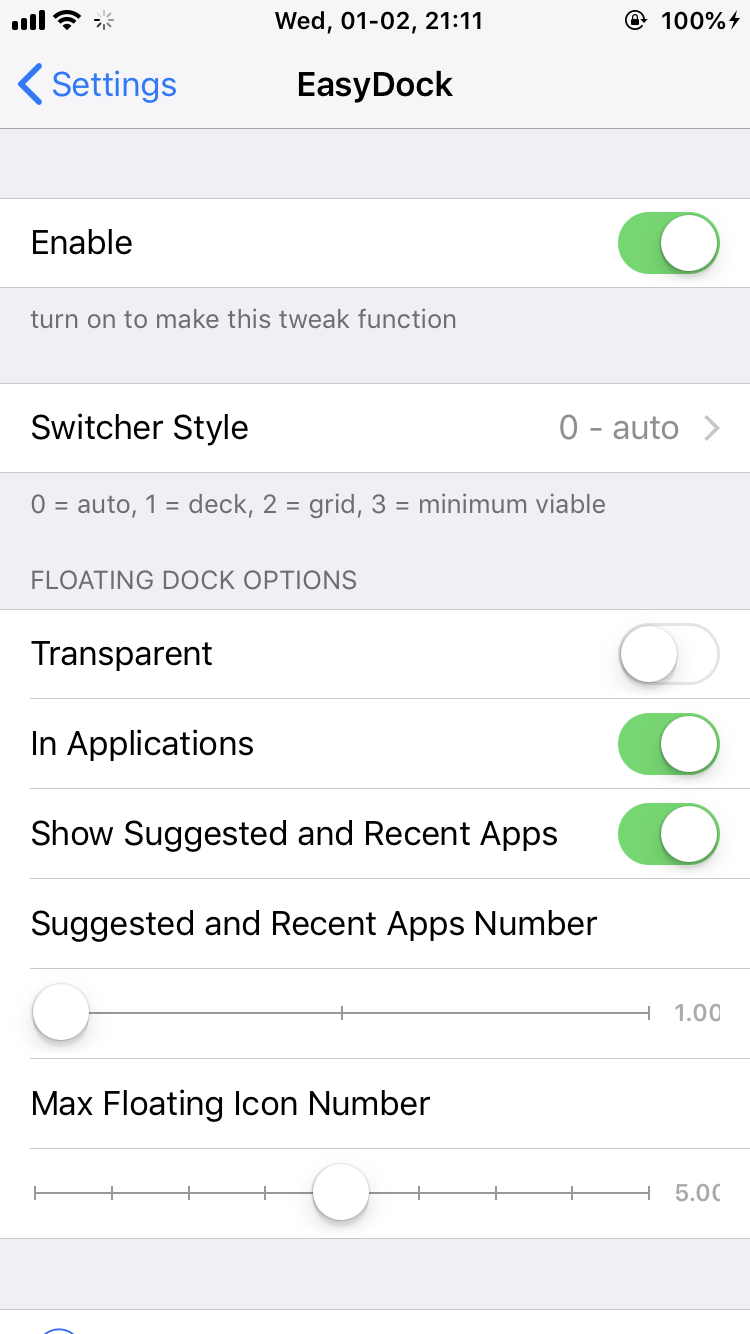 Wed, 01-02, 21:11 100%
Settings EasyDock
Enable
turn on to make this tweak function
Switcher Style 0 - auto
0 = auto, 1 = deck, 2 = grid, 3 = minimum viable
FLOATING DOCK OPTIONS
Transparent
In Applications
Show Suggested and Recent Apps
Suggested and Recent Apps Number
1.00
Max Floating Icon Number
5.00